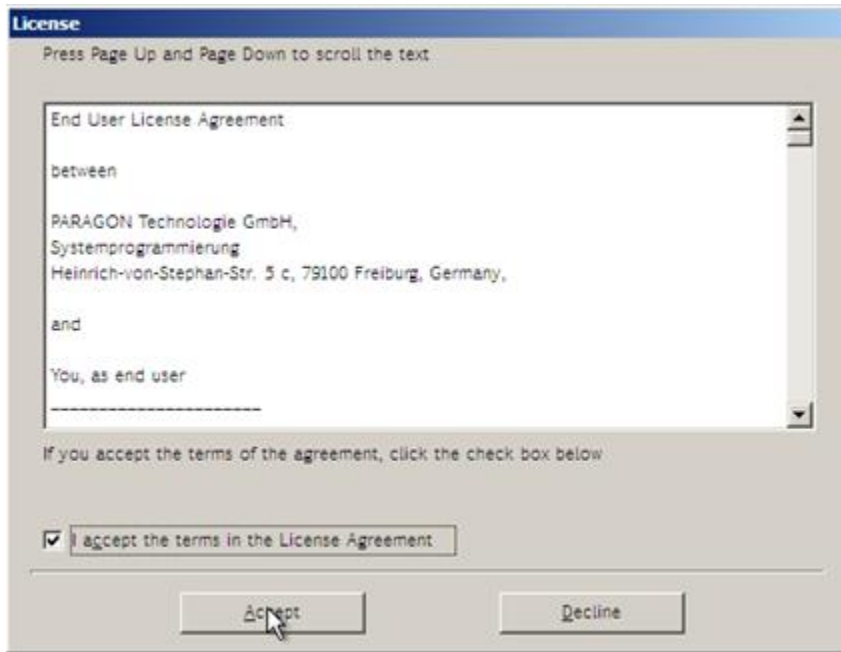 License
Press Page Up and Page Down to scroll the text
End User License Agreement
between
PARAGON Technologie GmbH,
Systemprogrammierung
Heinrich-von-Stephan-Str. 5 c, 79100 Freiburg, Germany,
and
You, as end user
----------------------
If you accept the terms of the agreement, click the check box below
I accept the terms in the License Agreement
Accept
Decline